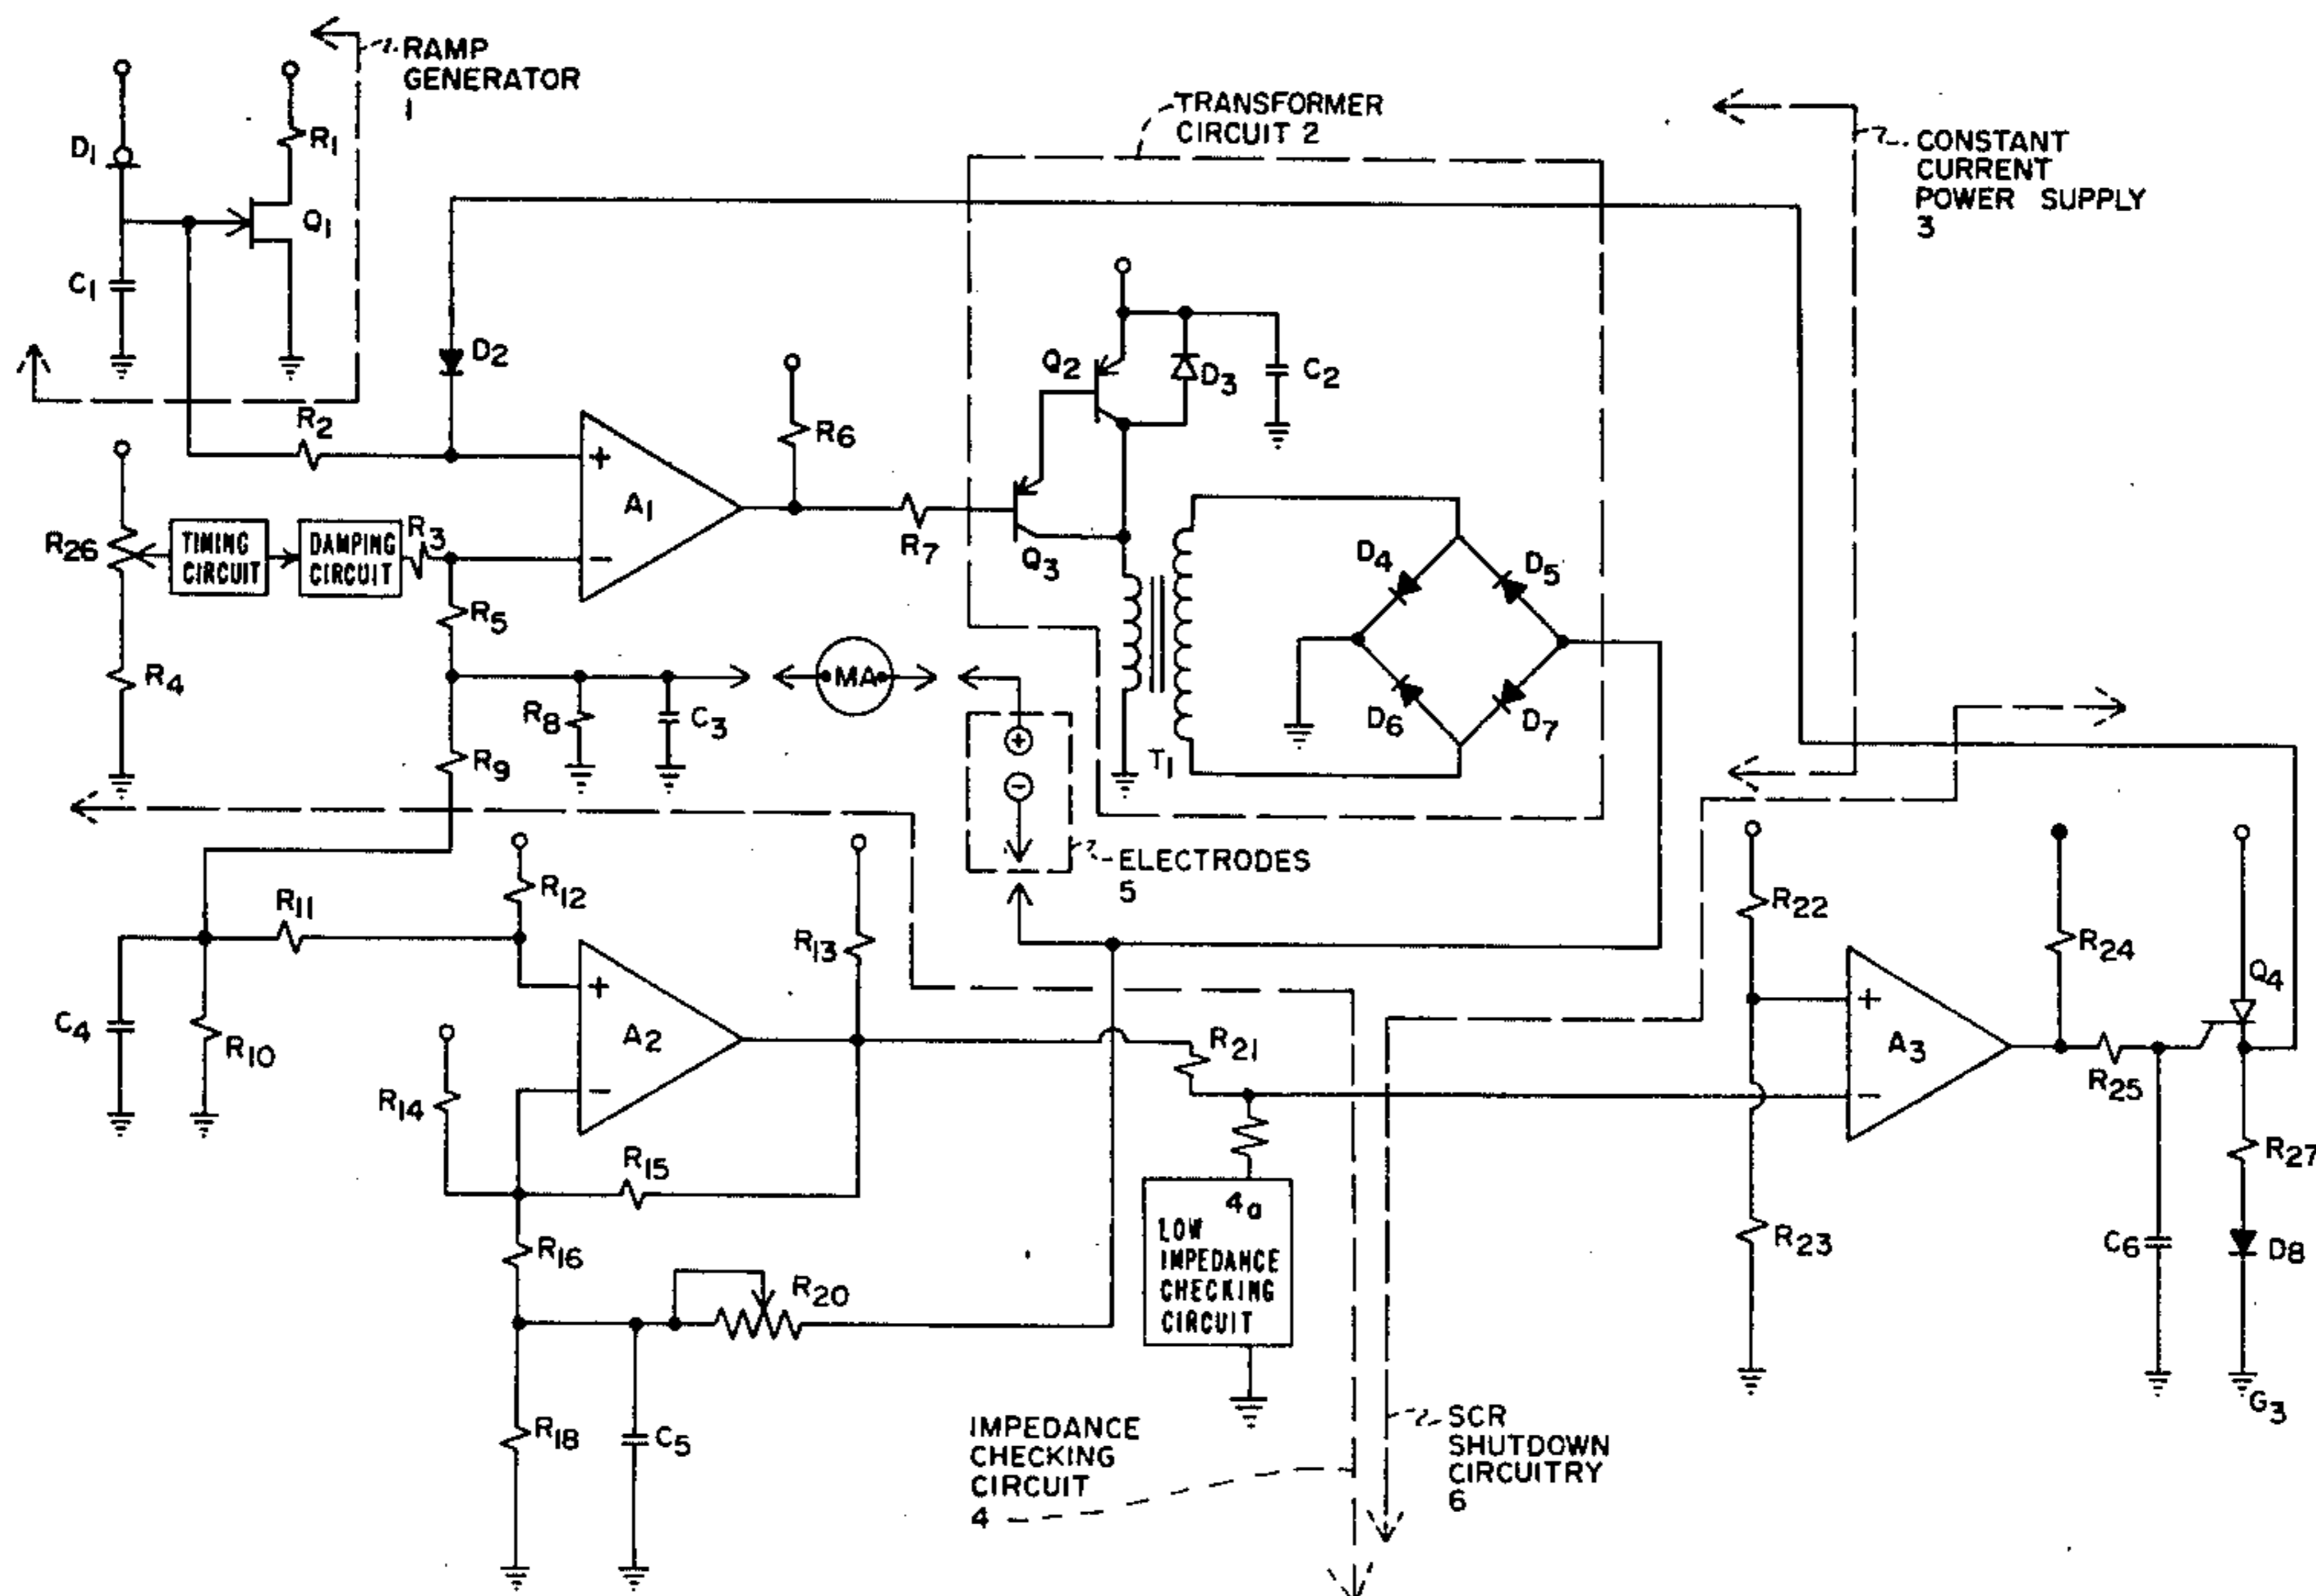 RAMP
GENERATOR
1
D1
R1
Q1
C1
TRANSFORMER
CIRCUIT 2
CONSTANT
CURRENT
POWER SUPPLY
3
D2
R2
Q2
D3
C2
R6
A1
+
−
R26
TIMING
CIRCUIT
DAMPING
CIRCUIT
R3
R7
Q3
D4
D5
R5
R4
MA
R8
C3
D6
D7
R9
T1
+
−
ELECTRODES
5
R12
R11
R13
R22
R24
Q4
C4
R10
A2
+
−
R14
R21
A3
+
−
R25
R15
R27
4a
LOW
IMPEDANCE
CHECKING
CIRCUIT
R16
R20
R23
C6
D8
G3
R18
C5
IMPEDANCE
CHECKING
CIRCUIT
4
SCR
SHUTDOWN
CIRCUITRY
6